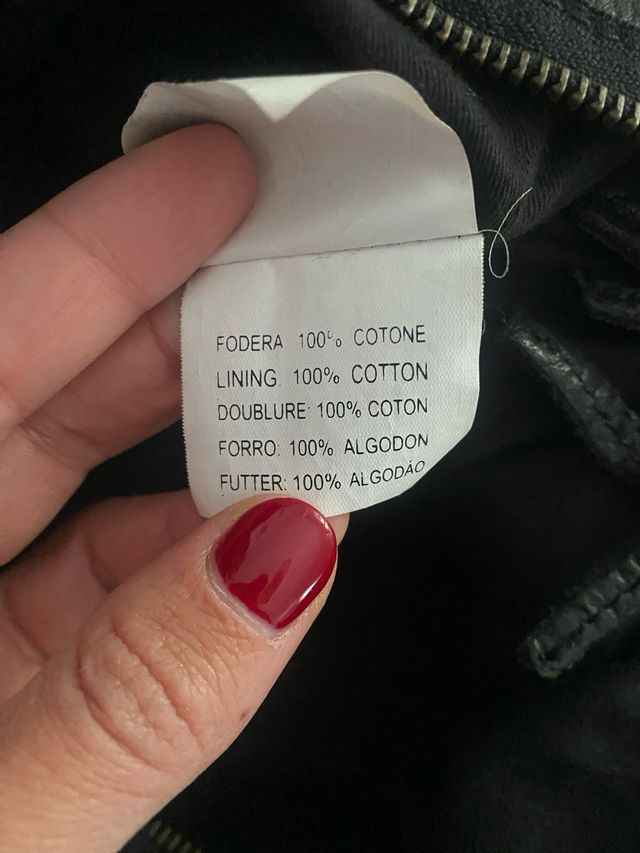 FODERA 100% COTONE
LINING: 100% COTTON
DOUBLURE: 100% COTON
FORRO: 100% ALGODON
FUTTER: 100% ALGODÃO